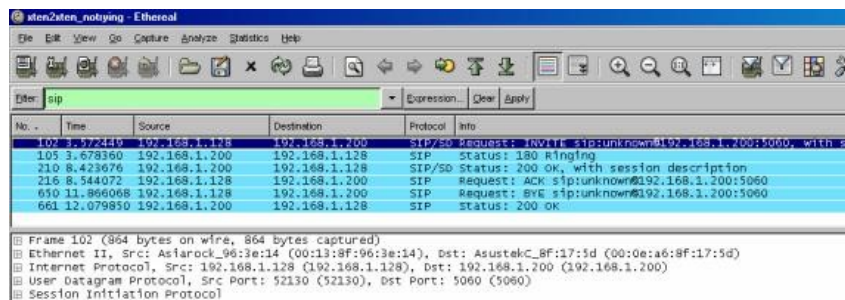 xten2xten_notrying - Ethereal
File Edit View Go Capture Analyze Statistics Help
Filter: sip Expression... Clear Apply
No. . Time Source Destination Protocol Info
102 3.572449 192.168.1.128 192.168.1.200 SIP/SD Request: INVITE sip:unknown@192.168.1.200:5060, with s
105 3.678360 192.168.1.200 192.168.1.128 SIP Status: 180 Ringing
210 8.423676 192.168.1.200 192.168.1.128 SIP/SD Status: 200 OK, with session description
216 8.544072 192.168.1.128 192.168.1.200 SIP Request: ACK sip:unknown@192.168.1.200:5060
650 11.866068 192.168.1.128 192.168.1.200 SIP Request: BYE sip:unknown@192.168.1.200:5060
661 12.079850 192.168.1.200 192.168.1.128 SIP Status: 200 OK
Frame 102 (864 bytes on wire, 864 bytes captured)
Ethernet II, Src: Asiarock_96:3e:14 (00:13:8f:96:3e:14), Dst: AsustekC_8f:17:5d (00:0e:a6:8f:17:5d)
Internet Protocol, Src: 192.168.1.128 (192.168.1.128), Dst: 192.168.1.200 (192.168.1.200)
User Datagram Protocol, Src Port: 52130 (52130), Dst Port: 5060 (5060)
Session Initiation Protocol